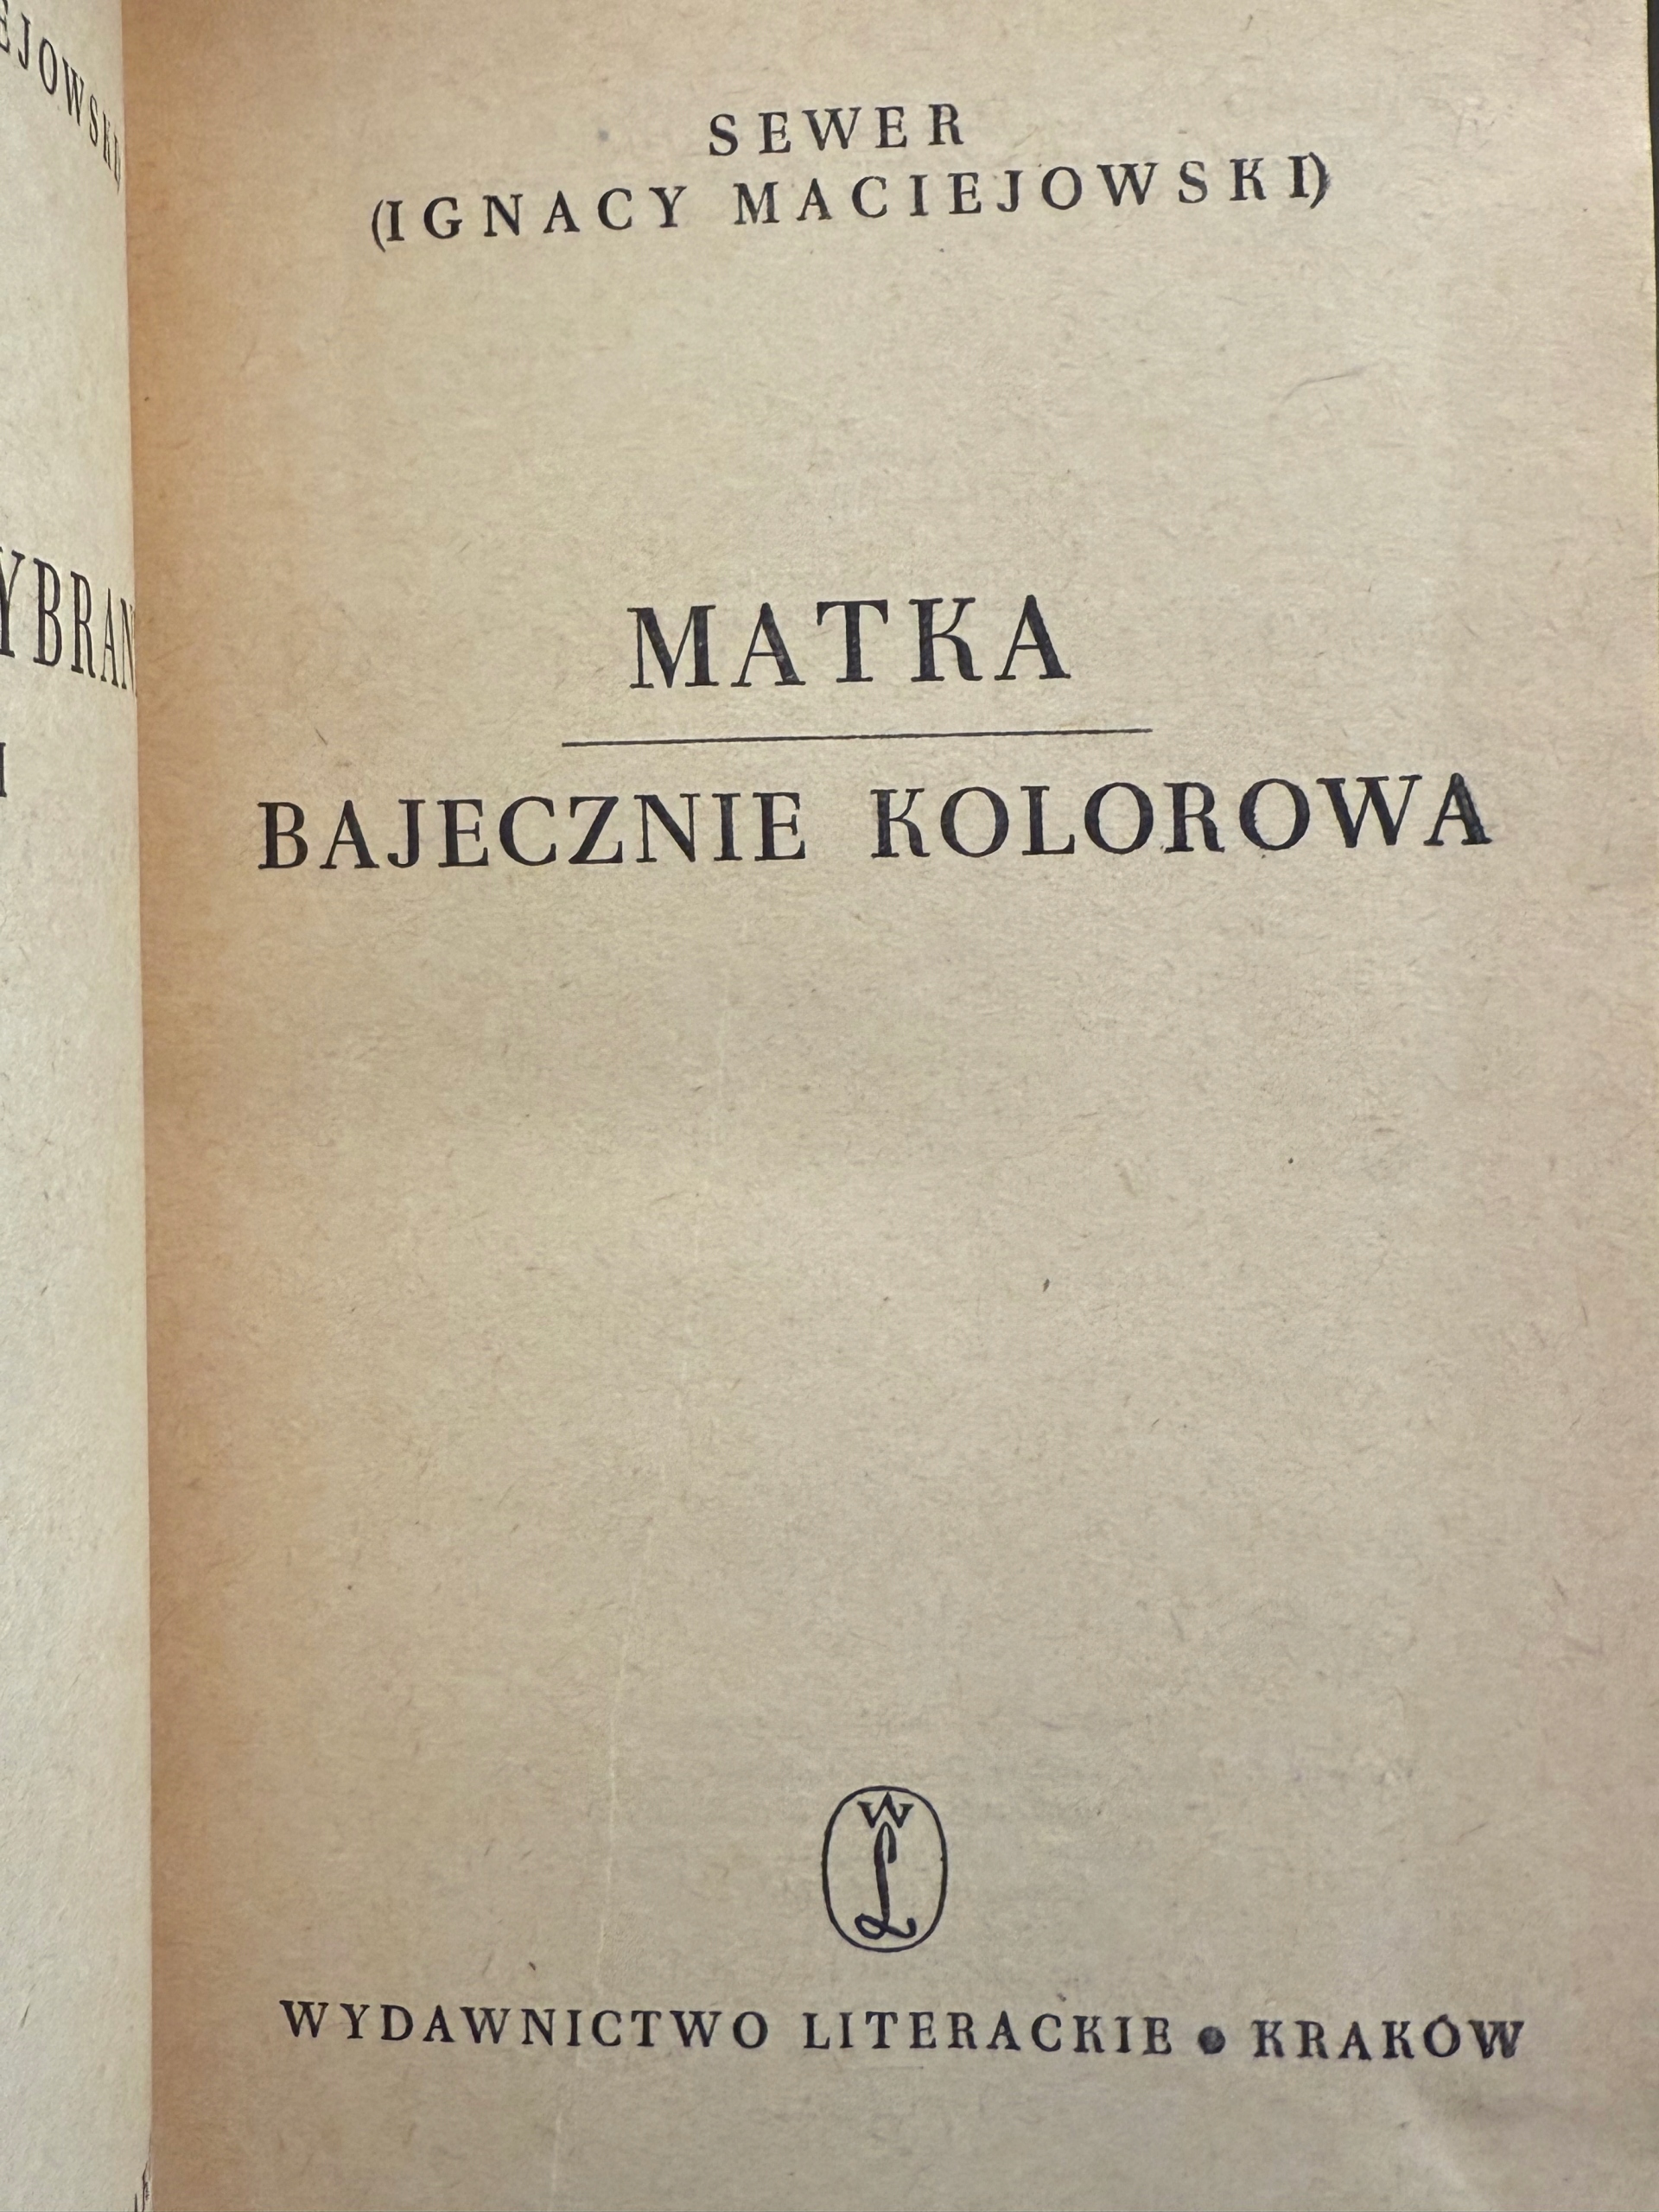 SEWER
(IGNACY MACIEJOWSKI)
MATKA
BAJECZNIE KOLOROWA
W
L
WYDAWNICTWO LITERACKIE • KRAKÓW